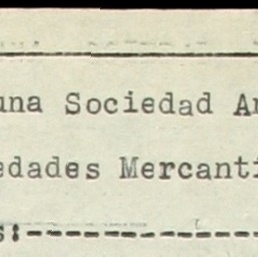 una Sociedad An
edades Mercanti
s:--------------